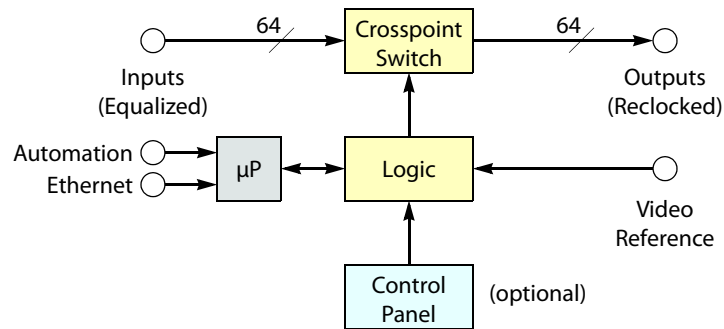 64
Crosspoint
Switch
64
Inputs
(Equalized)
Outputs
(Reclocked)
Automation
Ethernet
µP
Logic
Video
Reference
Control
Panel
(optional)